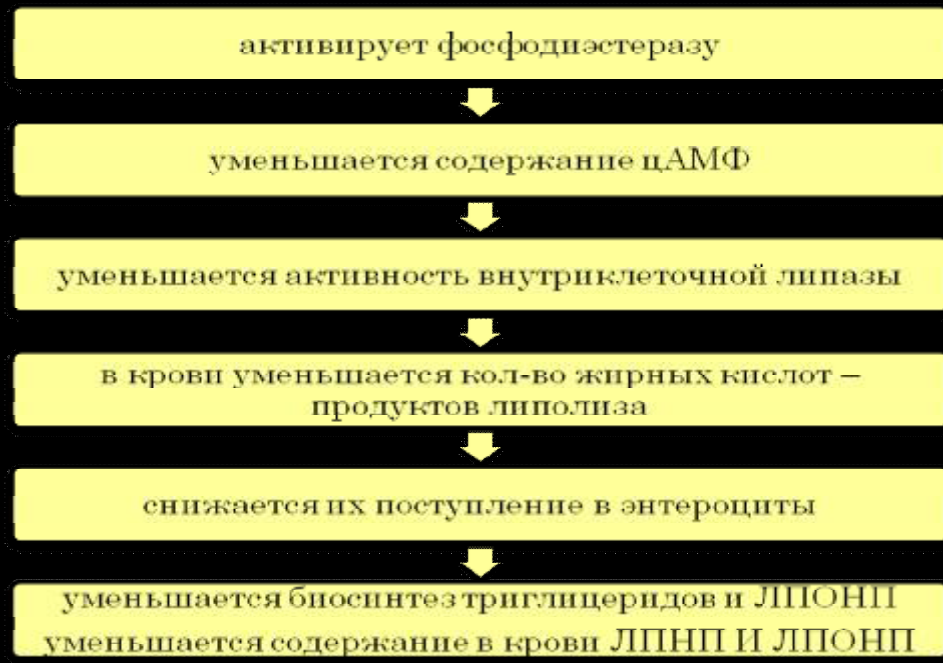 активирует фосфодиэстеразу
уменьшается содержание цАМФ
уменьшается активность внутриклеточной липазы
в крови уменьшается кол-во жирных кислот –
продуктов липолиза
снижается их поступление в энтероциты
уменьшается биосинтез триглицеридов и ЛПОНП
уменьшается содержание в крови ЛПНП И ЛПОНП